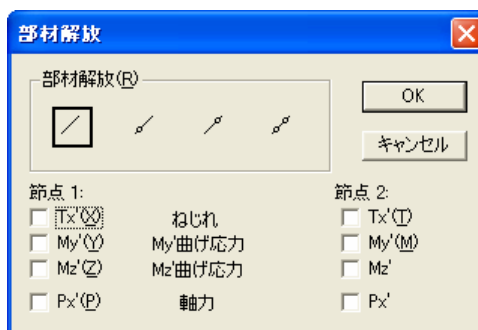 部材解放
部材解放(R)
OK
キャンセル
節点 1: 節点 2:
Tx'(X) ねじれ Tx'(T)
My'(Y) My'曲げ応力 My'(M)
Mz'(Z) Mz'曲げ応力 Mz'
Px'(P) 軸力 Px'